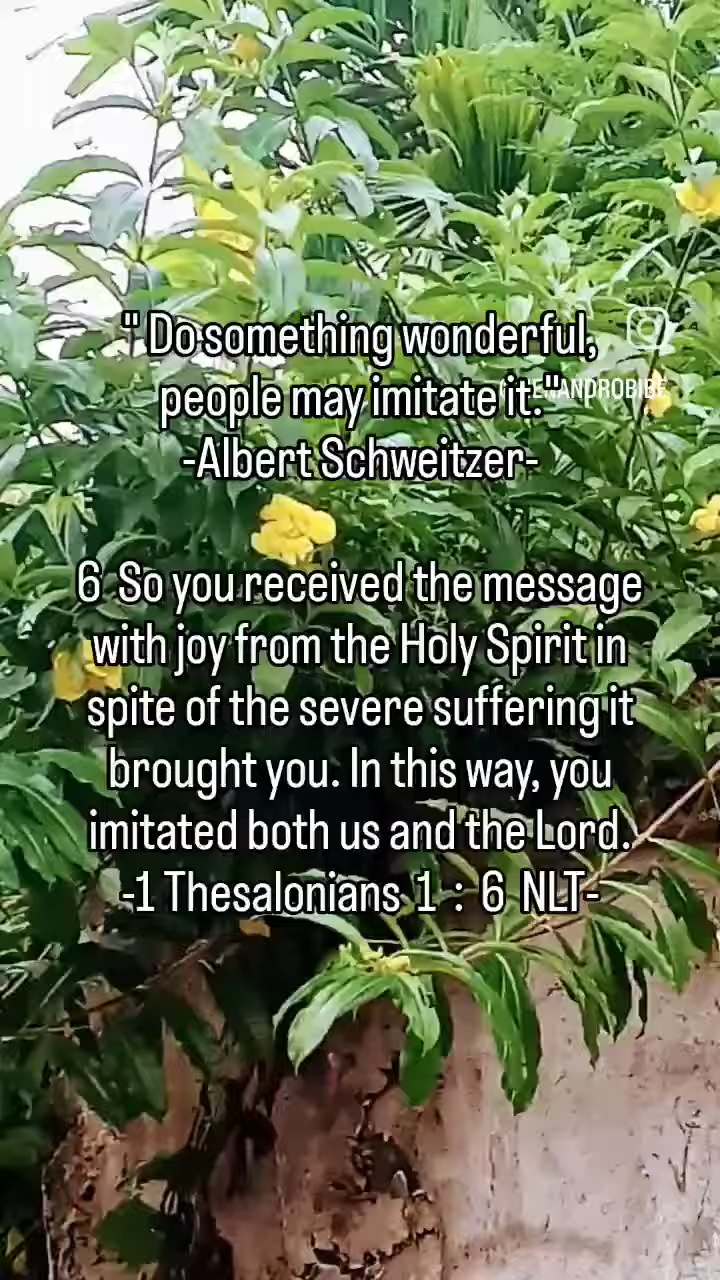 " Do something wonderful,
people may imitate it."
-Albert Schweitzer-
6 So you received the message
with joy from the Holy Spirit in
spite of the severe suffering it
brought you. In this way, you
imitated both us and the Lord.
-1 Thesalonians 1 : 6 NLT-